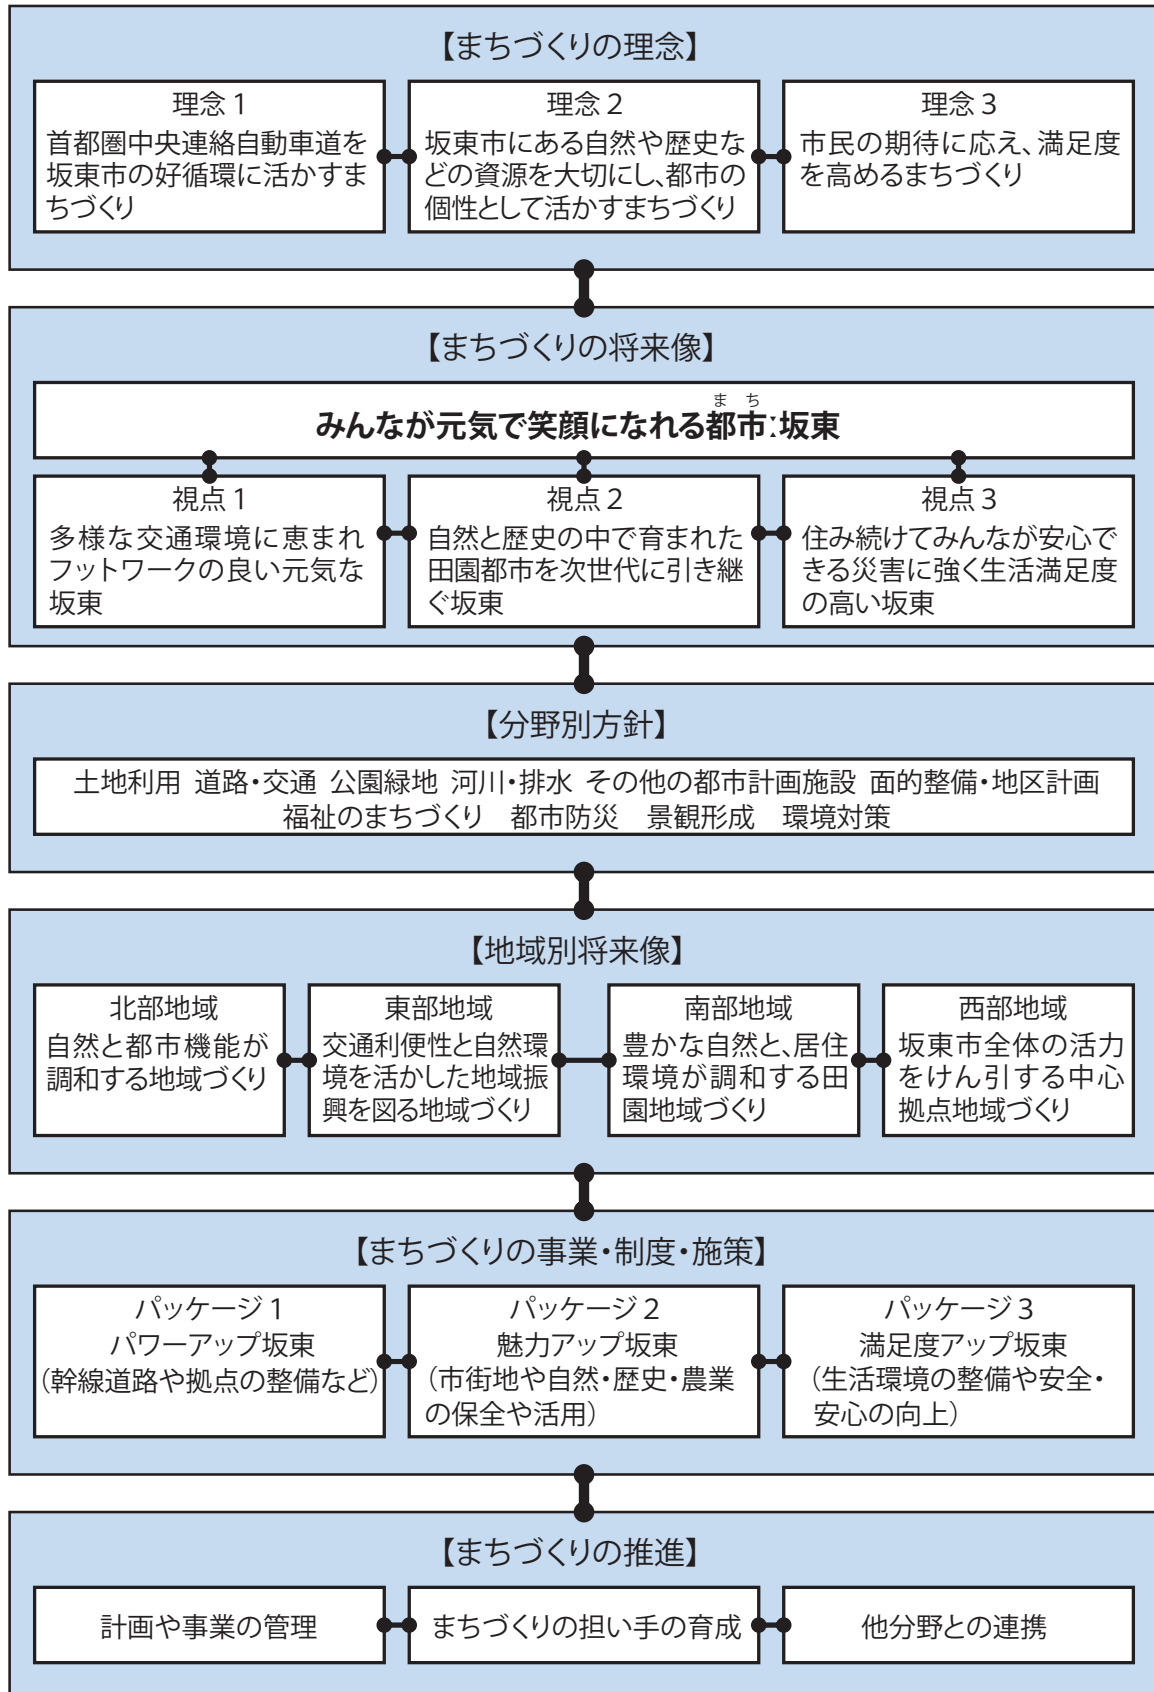 【まちづくりの理念】
理念1
首都圏中央連絡自動車道を
坂東市の好循環に活かすま
ちづくり
理念2
坂東市にある自然や歴史な
どの資源を大切にし、都市の
個性として活かすまちづくり
理念3
市民の期待に応え、満足度
を高めるまちづくり
【まちづくりの将来像】
まち
みんなが元気で笑顔になれる都市:坂東
視点1
多様な交通環境に恵まれ
フットワークの良い元気な
坂東
視点2
自然と歴史の中で育まれた
田園都市を次世代に引き継
ぐ坂東
視点3
住み続けてみんなが安心で
きる災害に強く生活満足度
の高い坂東
【分野別方針】
土地利用 道路・交通 公園緑地 河川・排水 その他の都市計画施設 面的整備・地区計画
福祉のまちづくり 都市防災 景観形成 環境対策
【地域別将来像】
北部地域
自然と都市機能が
調和する地域づくり
東部地域
交通利便性と自然環
境を活かした地域振
興を図る地域づくり
南部地域
豊かな自然と、居住
環境が調和する田
園地域づくり
西部地域
坂東市全体の活力
をけん引する中心
拠点地域づくり
【まちづくりの事業・制度・施策】
パッケージ1
パワーアップ坂東
(幹線道路や拠点の整備など)
パッケージ2
魅力アップ坂東
(市街地や自然・歴史・農業
の保全や活用)
パッケージ3
満足度アップ坂東
(生活環境の整備や安全・
安心の向上)
【まちづくりの推進】
計画や事業の管理
まちづくりの担い手の育成
他分野との連携